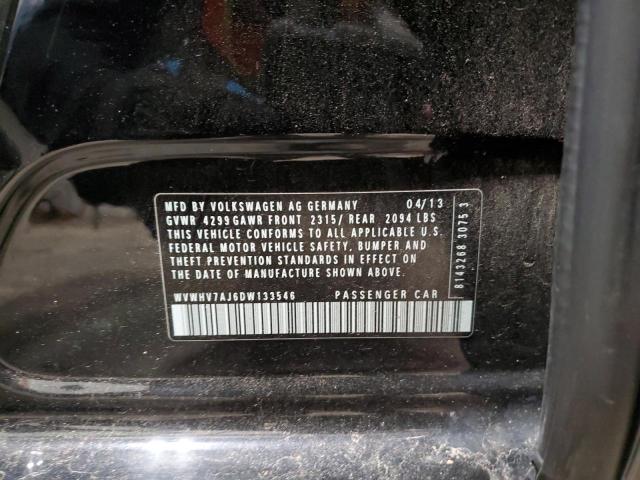 MFD BY VOLKSWAGEN AG GERMANY 04/13
GVWR 4299 GAWR FRONT 2315/ REAR 2094 LBS
THIS VEHICLE CONFORMS TO ALL APPLICABLE U.S.
FEDERAL MOTOR VEHICLE SAFETY, BUMPER AND
THEFT PREVENTION STANDARDS IN EFFECT ON
THE DATE OF MANUFACTURE SHOWN ABOVE.
WVWHV7AJ6DW133546 PASSENGER CAR
8143268 3075 3